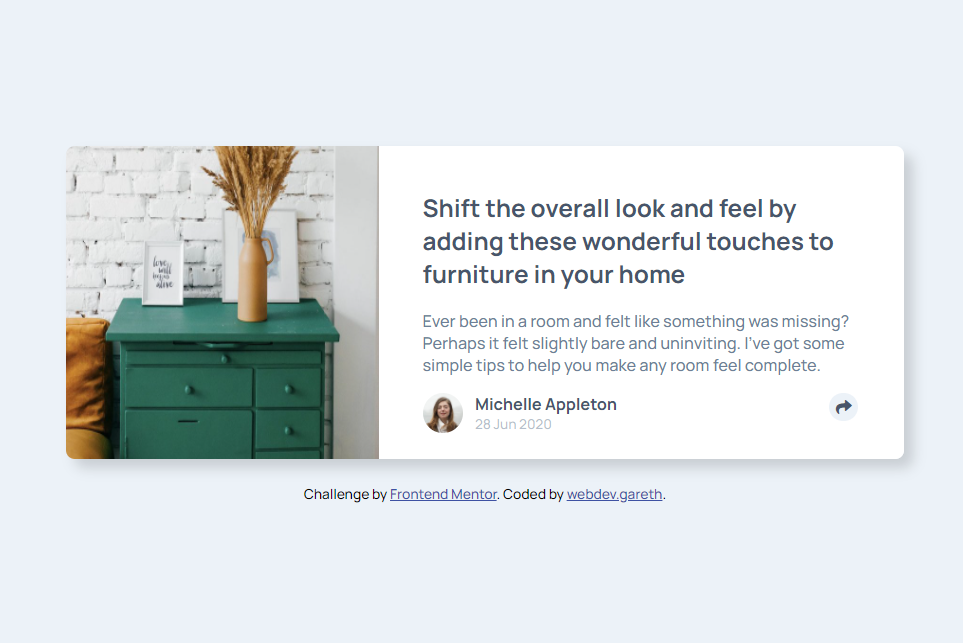 love
will
begin
alive
Shift the overall look and feel by
adding these wonderful touches to
furniture in your home
Ever been in a room and felt like something was missing?
Perhaps it felt slightly bare and uninviting. I've got some
simple tips to help you make any room feel complete.
Michelle Appleton
28 Jun 2020
Challenge by Frontend Mentor. Coded by webdev.gareth.